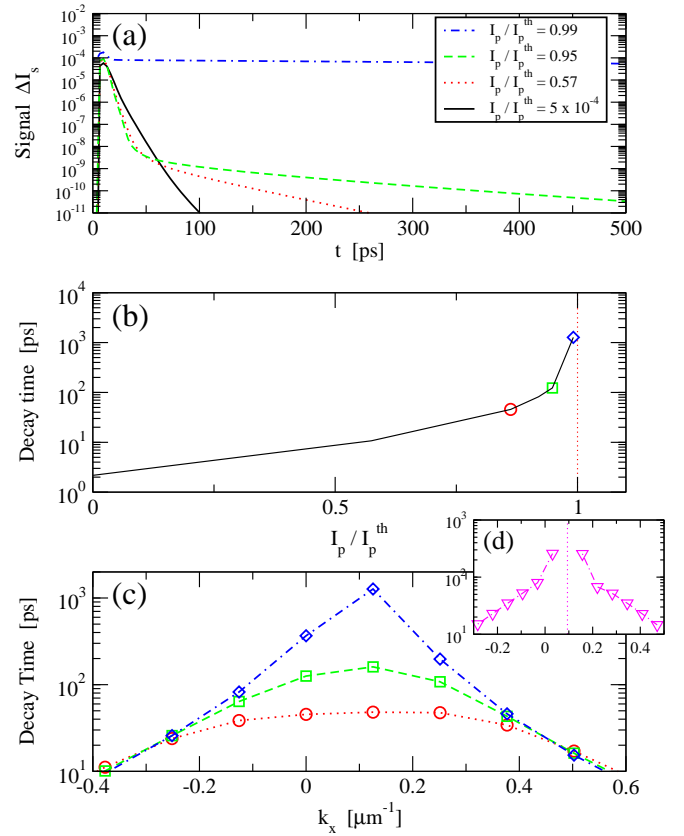 (a)
Signal ΔI_s
10^-2
10^-3
10^-4
10^-5
10^-6
10^-7
10^-8
10^-9
10^-10
10^-11
I_p / I_p^th = 0.99
I_p / I_p^th = 0.95
I_p / I_p^th = 0.57
I_p / I_p^th = 5 x 10^-4
0 100 200 300 400 500
t [ps]
(b)
Decay time [ps]
10^4
10^3
10^2
10^1
10^0
0 0.5 1
I_p / I_p^th
(c)
Decay Time [ps]
10^3
10^2
10^1
-0.4 -0.2 0 0.2 0.4 0.6
k_x [μm^-1]
(d)
10^3
10^2
10^1
-0.2 0 0.2 0.4